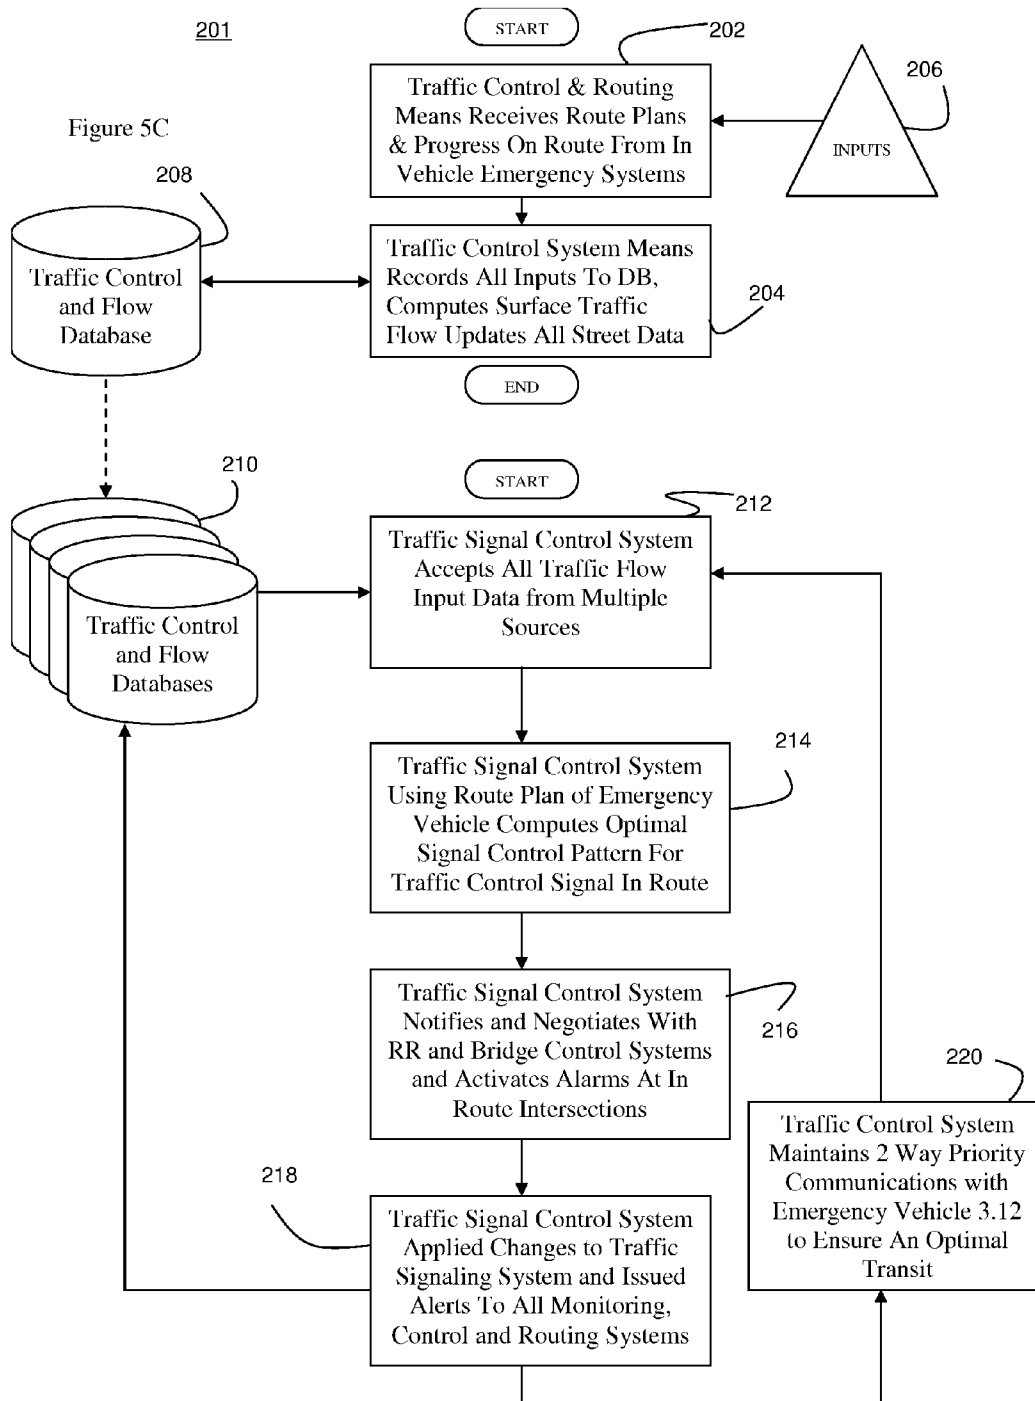 201
START
202
Traffic Control & Routing
Means Receives Route Plans
& Progress On Route From In
Vehicle Emergency Systems
206
INPUTS
Figure 5C
208
Traffic Control
and Flow
Database
Traffic Control System Means
Records All Inputs To DB,
Computes Surface Traffic
Flow Updates All Street Data
204
END
210
Traffic Control
and Flow
Databases
START
212
Traffic Signal Control System
Accepts All Traffic Flow
Input Data from Multiple
Sources
214
Traffic Signal Control System
Using Route Plan of Emergency
Vehicle Computes Optimal
Signal Control Pattern For
Traffic Control Signal In Route
216
Traffic Signal Control System
Notifies and Negotiates With
RR and Bridge Control Systems
and Activates Alarms At In
Route Intersections
218
Traffic Signal Control System
Applied Changes to Traffic
Signaling System and Issued
Alerts To All Monitoring,
Control and Routing Systems
220
Traffic Control System
Maintains 2 Way Priority
Communications with
Emergency Vehicle 3.12
to Ensure An Optimal
Transit